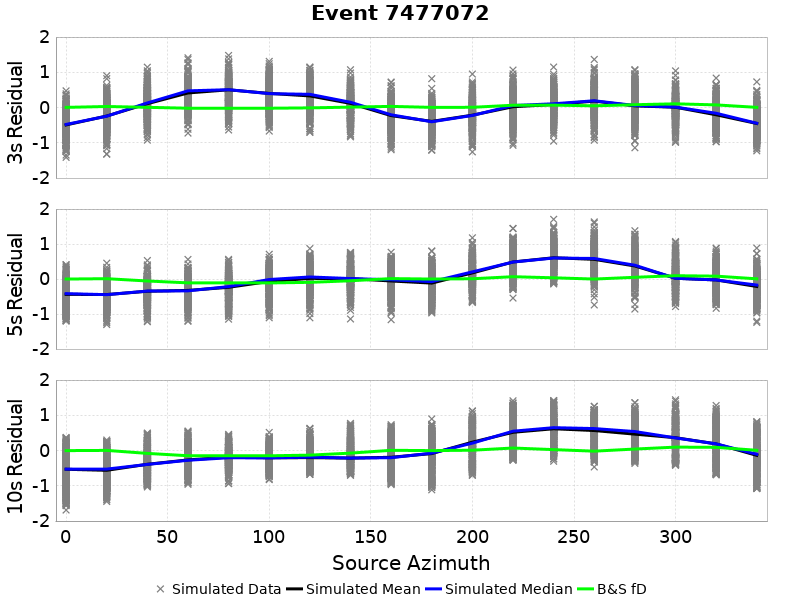 Event 7477072
3s Residual
2
1
0
-1
-2
5s Residual
2
1
0
-1
-2
10s Residual
2
1
0
-1
-2
0 50 100 150 200 250 300
Source Azimuth
Simulated Data Simulated Mean Simulated Median B&S fD